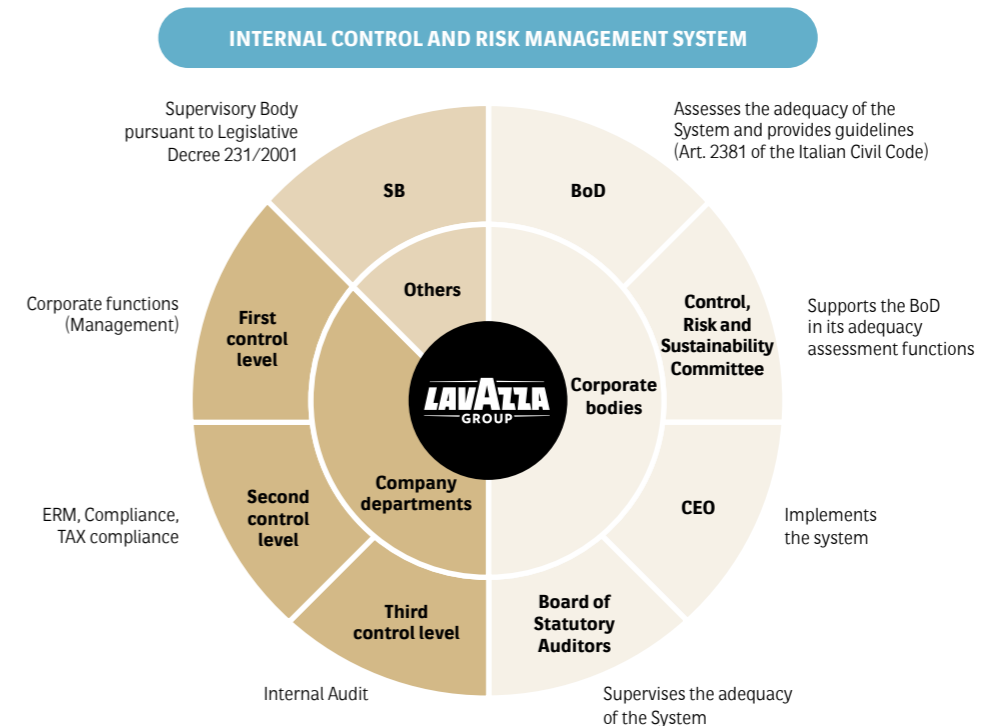 INTERNAL CONTROL AND RISK MANAGEMENT SYSTEM
Supervisory Body
pursuant to Legislative
Decree 231/2001
Assesses the adequacy of the
System and provides guidelines
(Art. 2381 of the Italian Civil Code)
SB
BoD
Others
Corporate functions
(Management)
First
control
level
Control,
Risk and
Sustainability
Committee
Supports the BoD
in its adequacy
assessment functions
LAVAZZA
GROUP
Corporate
bodies
Company
departments
ERM, Compliance,
TAX compliance
Second
control
level
CEO
Implements
the system
Third
control level
Board of
Statutory
Auditors
Internal Audit
Supervises the adequacy
of the System